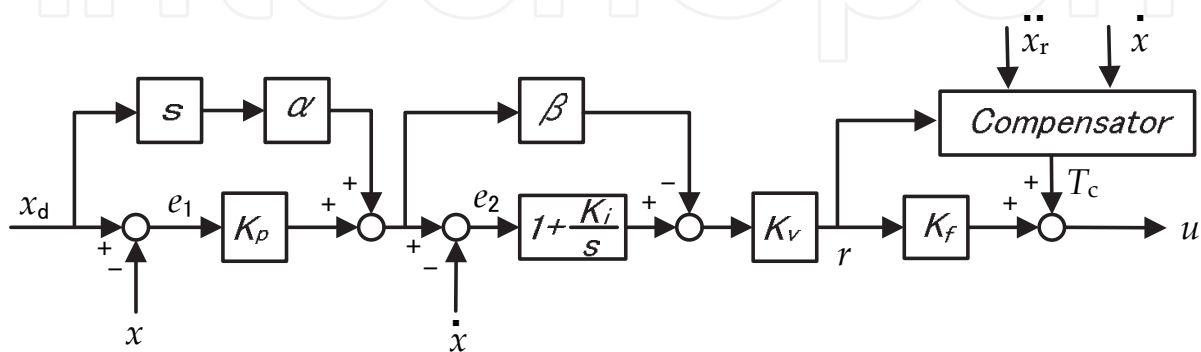 ẍr ẋ
s α β Compensator
xd e1 Kp + + e2 1+ Ki/s + − Kv r Kf + + Tc u
+ − + −
x ẋ